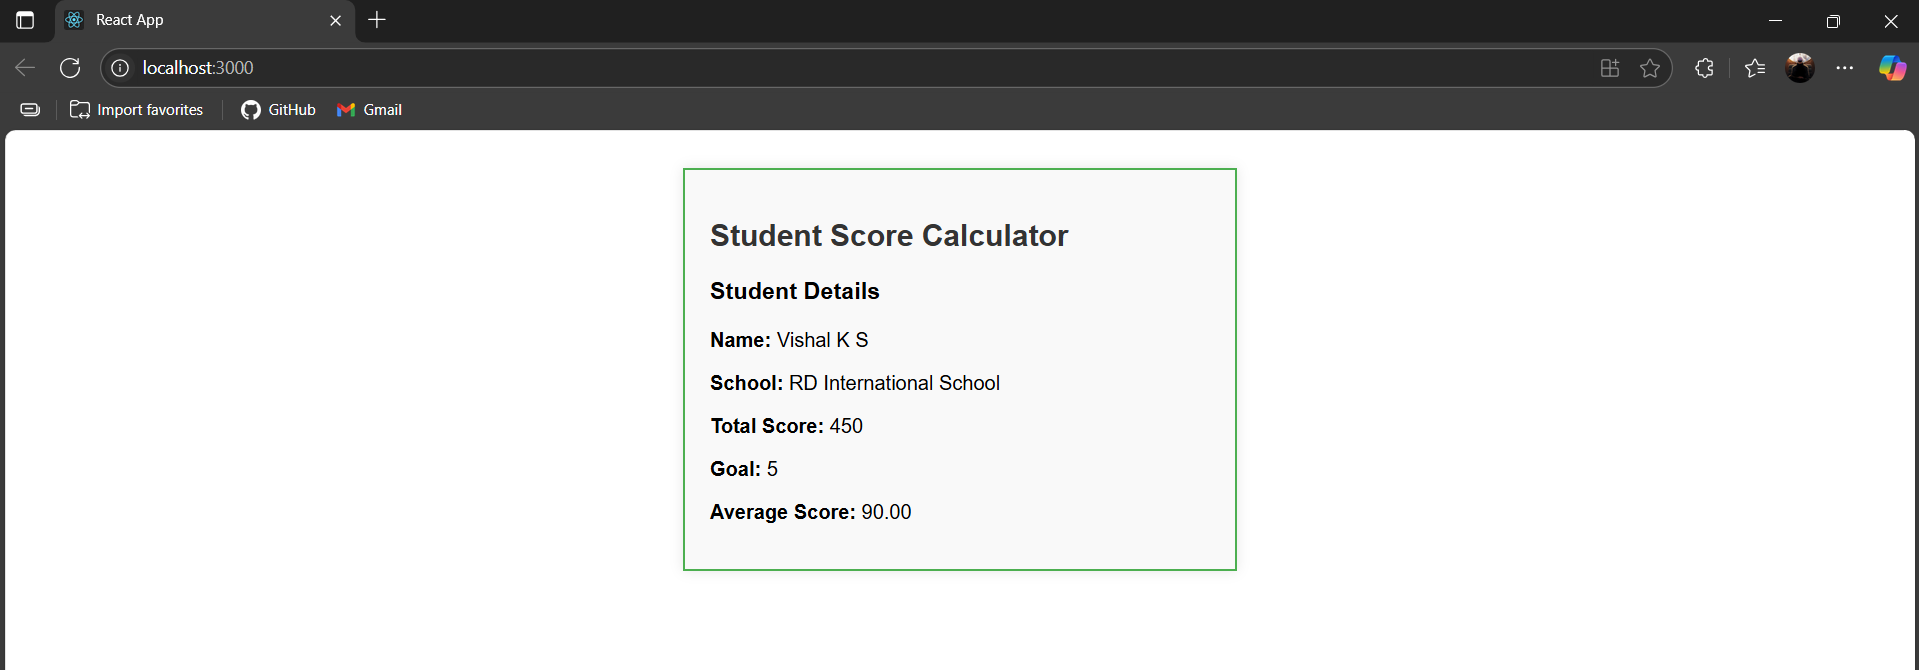 React App
localhost:3000
Import favorites GitHub Gmail
Student Score Calculator
Student Details
Name: Vishal K S
School: RD International School
Total Score: 450
Goal: 5
Average Score: 90.00